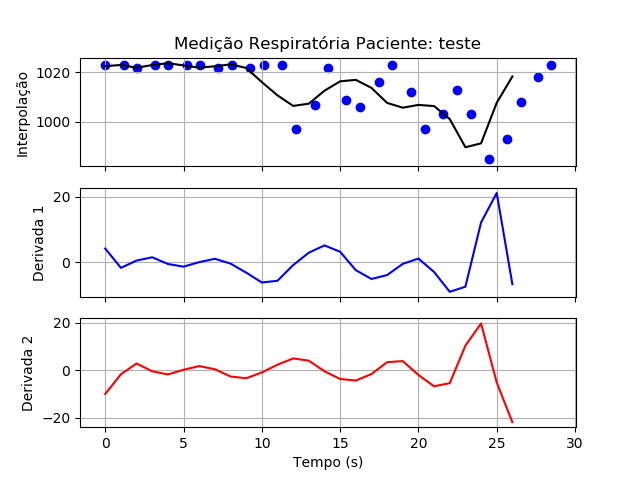 Medição Respiratória Paciente: teste
Interpolação
1020
1000
Derivada 1
20
0
Derivada 2
20
0
−20
0 5 10 15 20 25 30
Tempo (s)